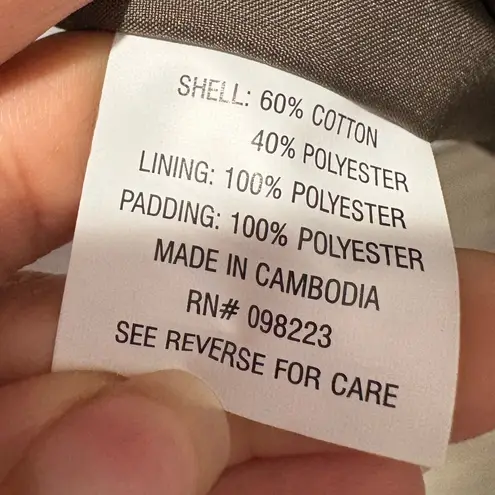 SHELL: 60% COTTON
40% POLYESTER
LINING: 100% POLYESTER
PADDING: 100% POLYESTER
MADE IN CAMBODIA
RN# 098223
SEE REVERSE FOR CARE